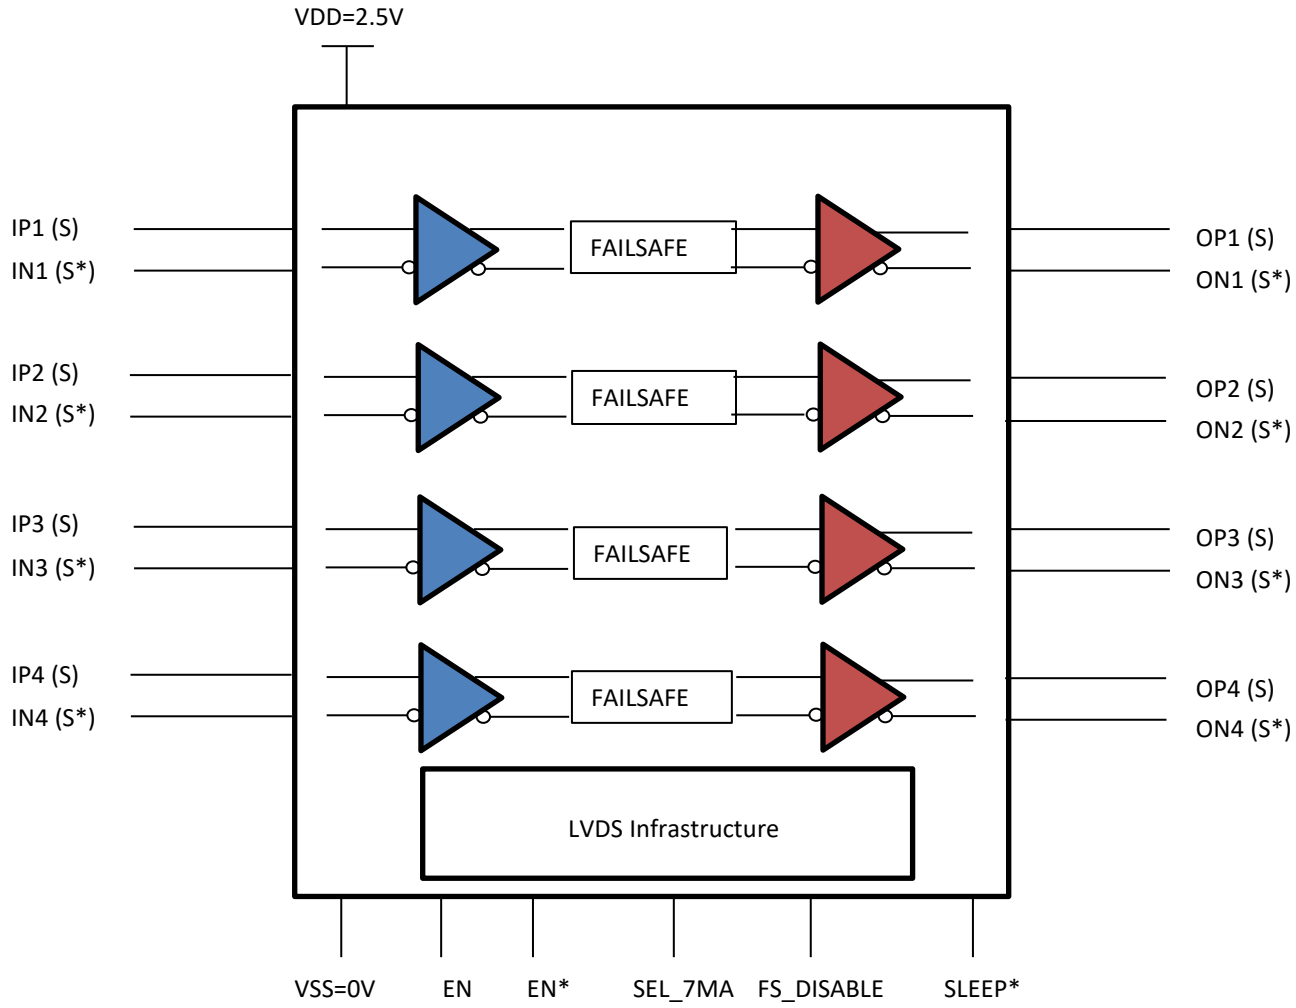 VDD=2.5V
IP1 (S)
IN1 (S*)
FAILSAFE
OP1 (S)
ON1 (S*)
IP2 (S)
IN2 (S*)
FAILSAFE
OP2 (S)
ON2 (S*)
IP3 (S)
IN3 (S*)
FAILSAFE
OP3 (S)
ON3 (S*)
IP4 (S)
IN4 (S*)
FAILSAFE
OP4 (S)
ON4 (S*)
LVDS Infrastructure
VSS=0V EN EN* SEL_7MA FS_DISABLE SLEEP*